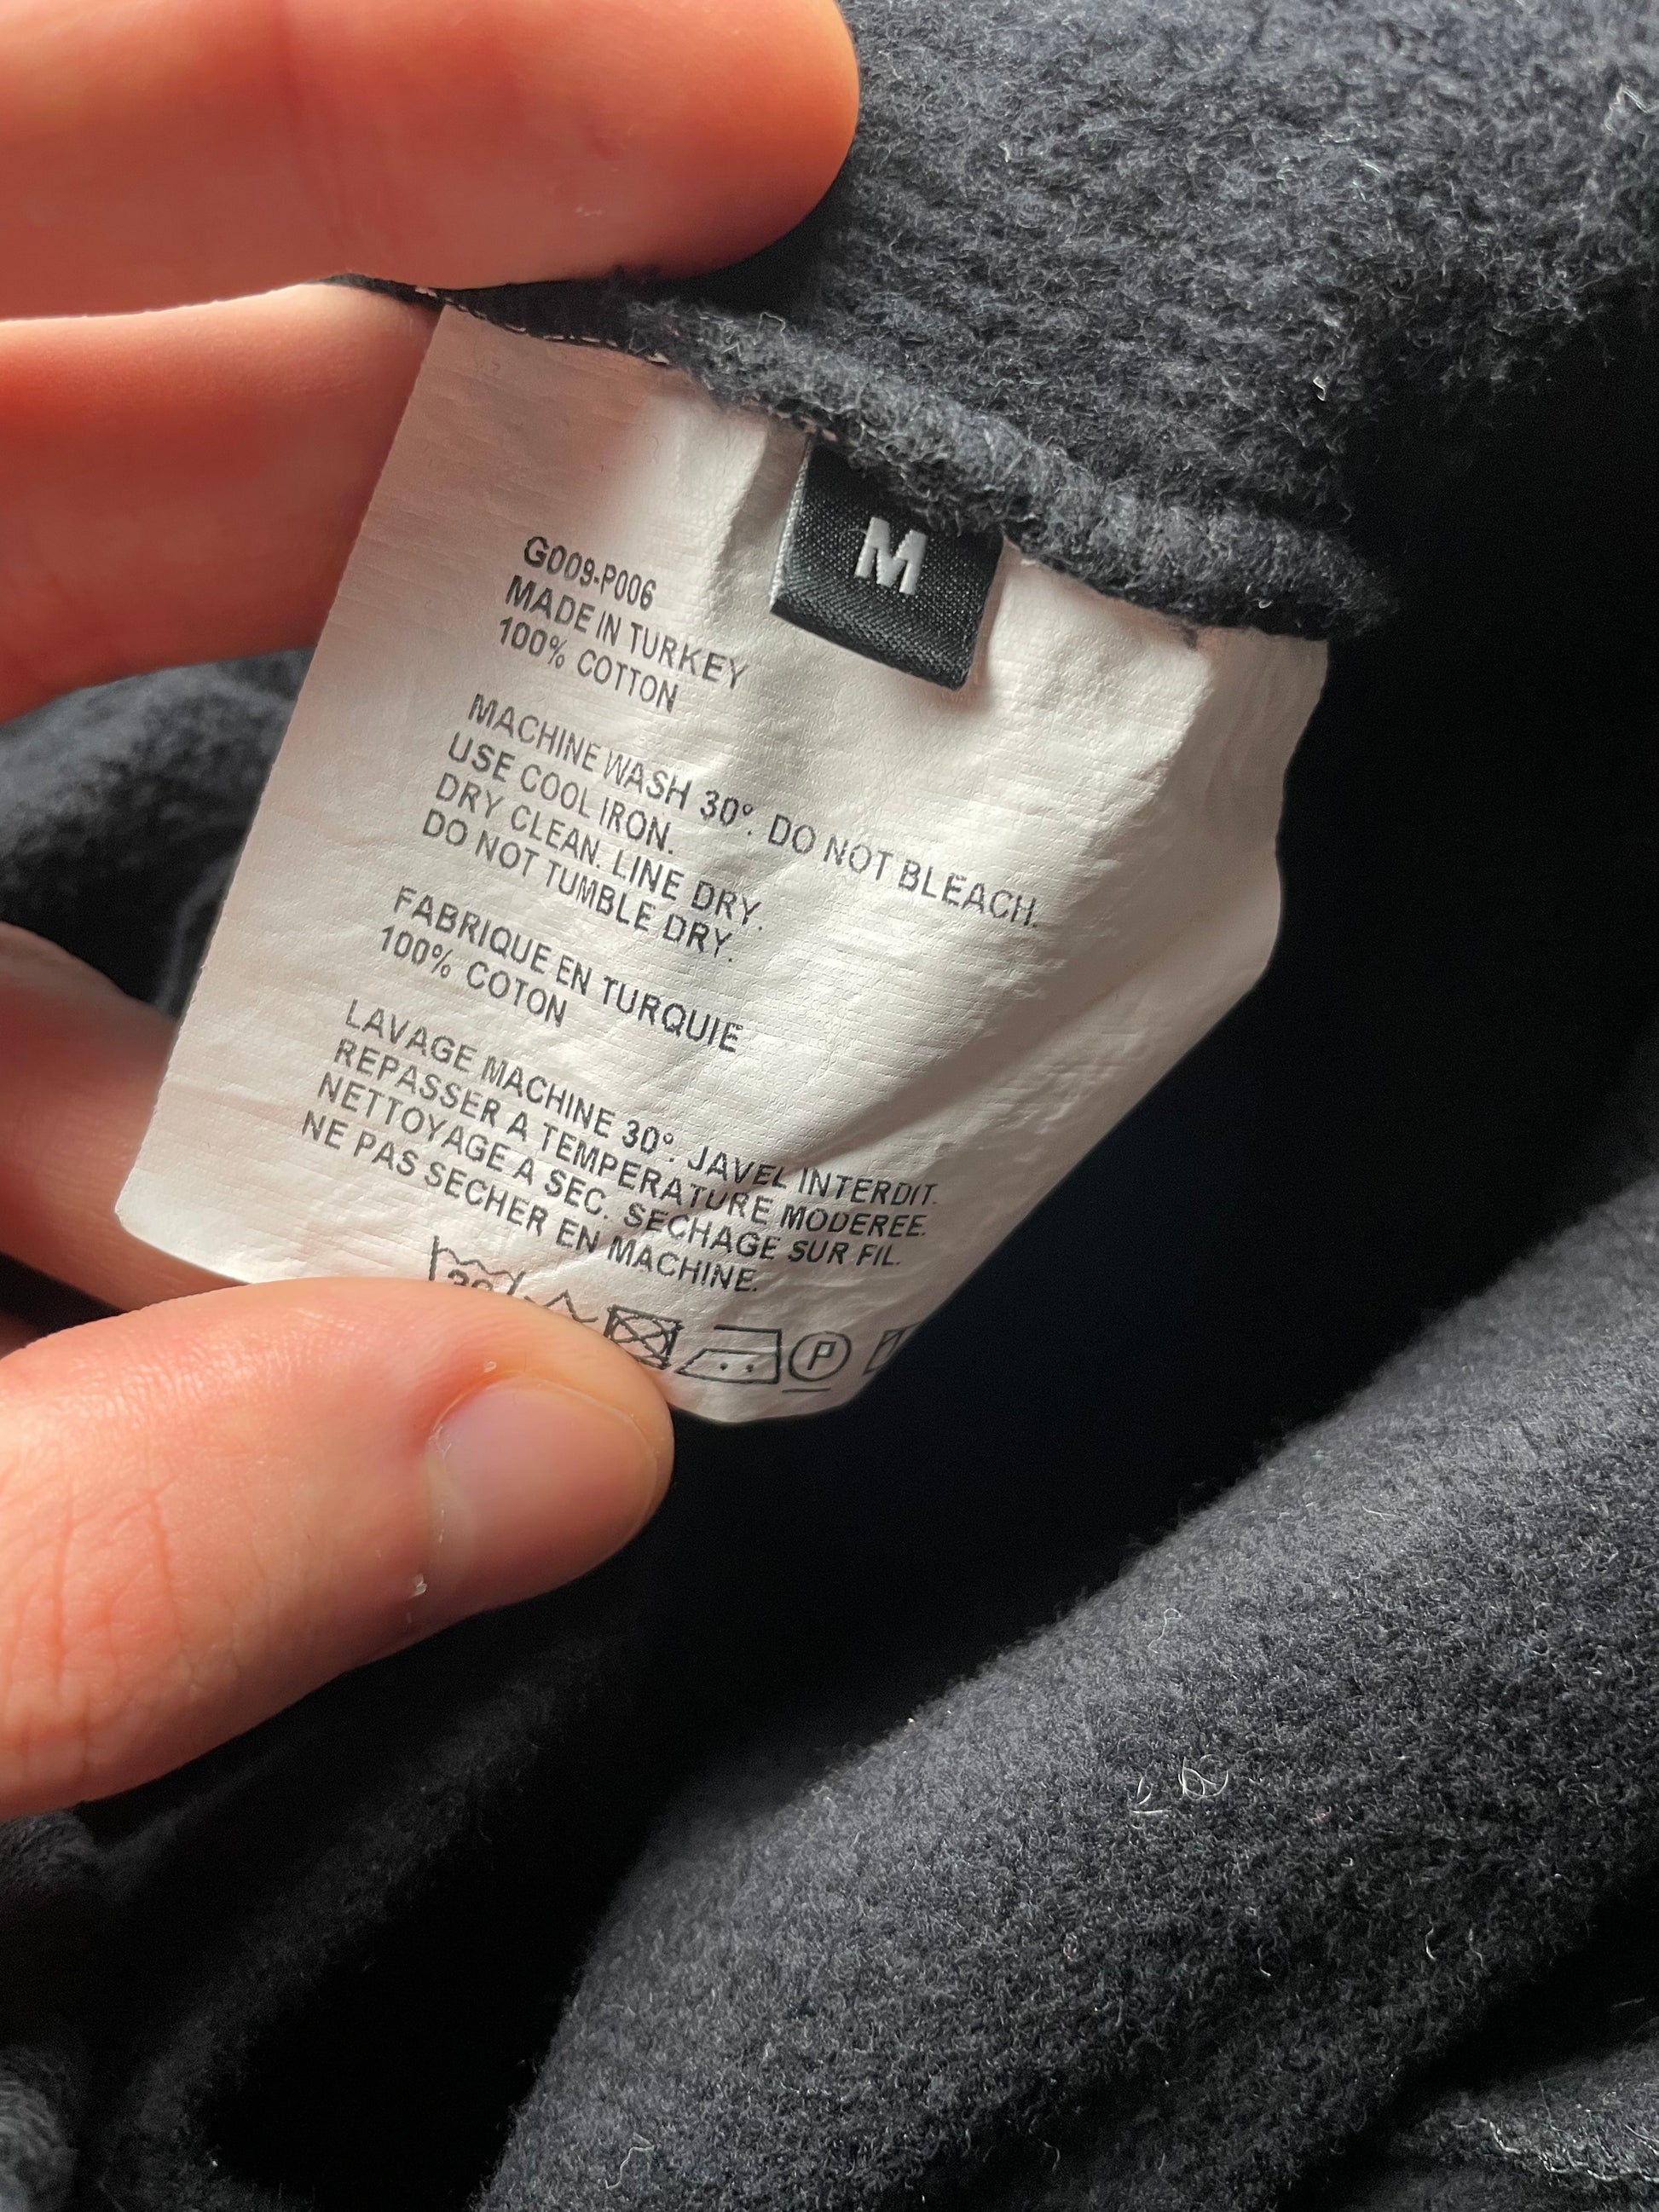 M
G009-P006
MADE IN TURKEY
100% COTTON
MACHINE WASH 30°. DO NOT BLEACH.
USE COOL IRON.
DRY CLEAN. LINE DRY.
DO NOT TUMBLE DRY.
FABRIQUE EN TURQUIE
100% COTON
LAVAGE MACHINE 30°. JAVEL INTERDIT.
REPASSER A TEMPERATURE MODEREE.
NETTOYAGE A SEC. SECHAGE SUR FIL.
NE PAS SECHER EN MACHINE.
P